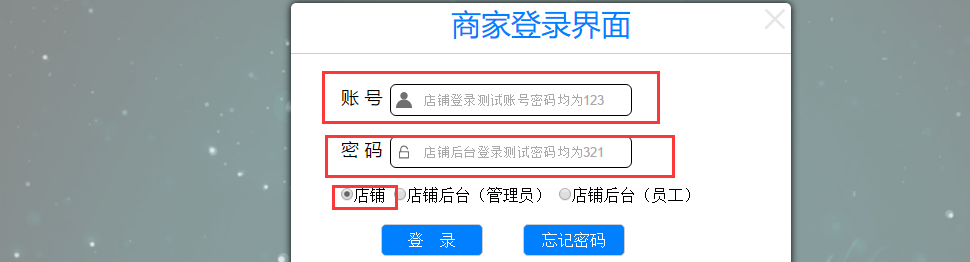 商家登录界面
账 号 店铺登录测试账号密码均为123
密 码 店铺后台登录测试密码均为321
店铺 店铺后台（管理员） 店铺后台（员工）
登 录 忘记密码